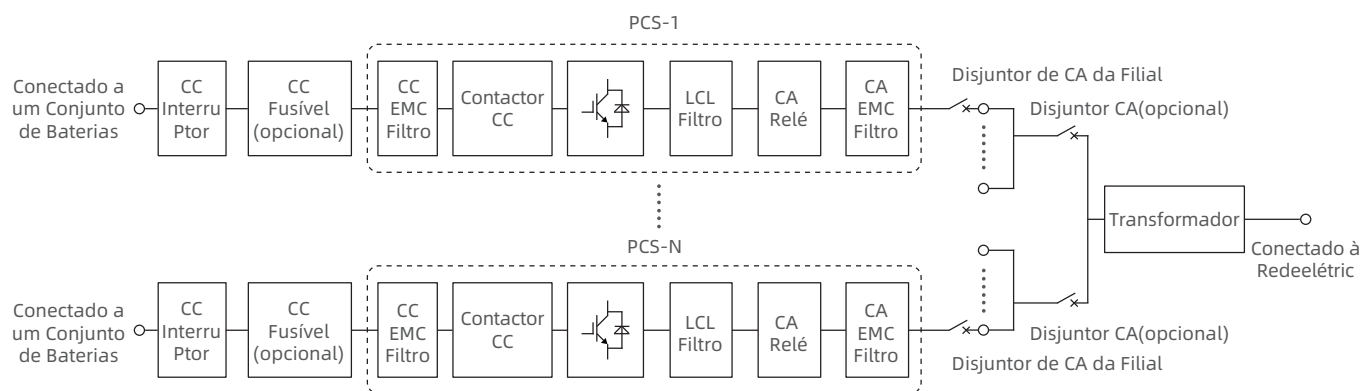 PCS-1
Conectado a
um Conjunto
de Baterias
CC
Interru
Ptor
CC
Fusível
(opcional)
CC
EMC
Filtro
Contactor
CC
LCL
Filtro
CA
Relé
CA
EMC
Filtro
Disjuntor de CA da Filial
Disjuntor CA(opcional)
Transformador
Conectado à
Redeelétric
PCS-N
Conectado a
um Conjunto
de Baterias
CC
Interru
Ptor
CC
Fusível
(opcional)
CC
EMC
Filtro
Contactor
CC
LCL
Filtro
CA
Relé
CA
EMC
Filtro
Disjuntor CA(opcional)
Disjuntor de CA da Filial